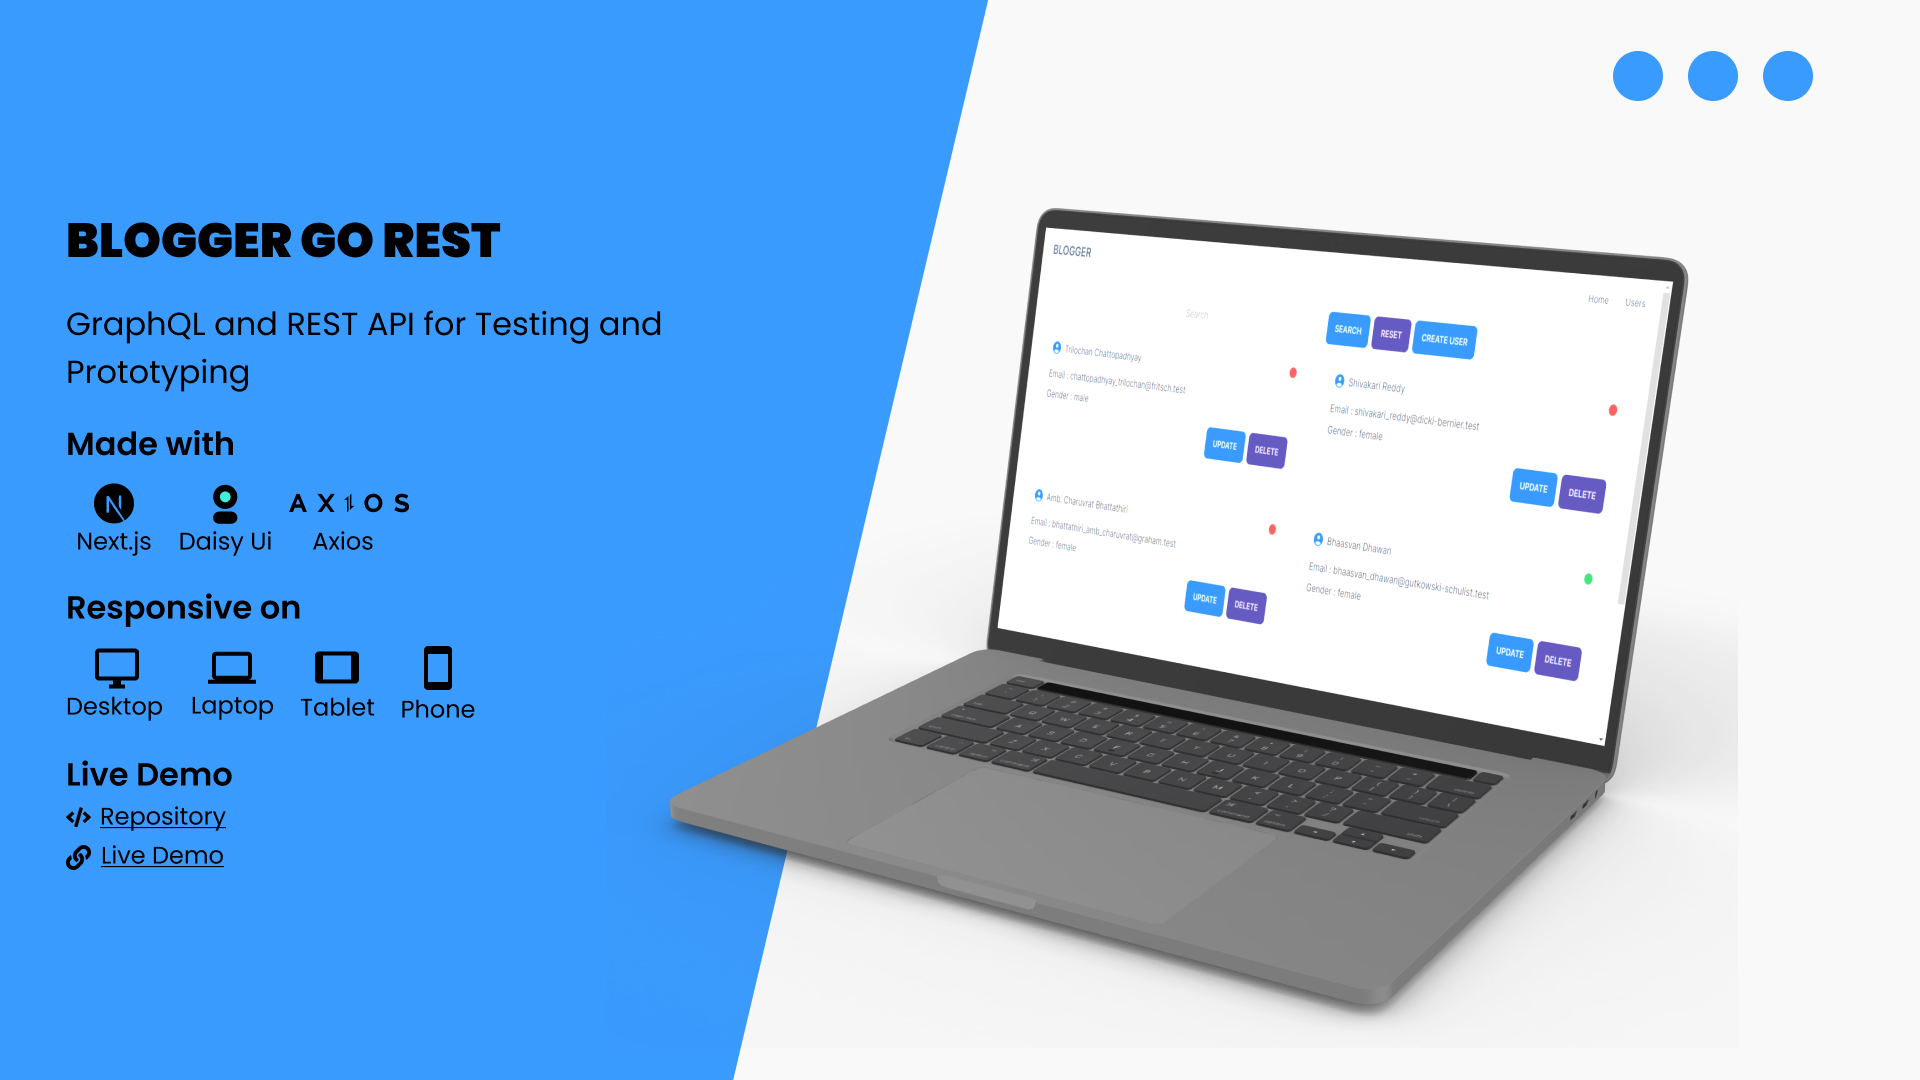 BLOGGER GO REST
GraphQL and REST API for Testing and
Prototyping
Made with
AXIOS
Next.js Daisy Ui Axios
Responsive on
Desktop Laptop Tablet Phone
Live Demo
Repository
Live Demo
BLOGGER
Home Users
Search
SEARCH RESET CREATE USER
Trilochan Chattopadhyay
Email : chattopadhyay_trilochan@fritsch.test
Gender : male
UPDATE DELETE
Shivakari Reddy
Email : shivakari_reddy@dicki-bernier.test
Gender : female
UPDATE DELETE
Amb. Charuvrat Bhattathiri
Email : bhattathiri_amb_charuvrat@graham.test
Gender : female
UPDATE DELETE
Bhaasvan Dhawan
Email : bhaasvan_dhawan@gutkowski-schulist.test
Gender : female
UPDATE DELETE